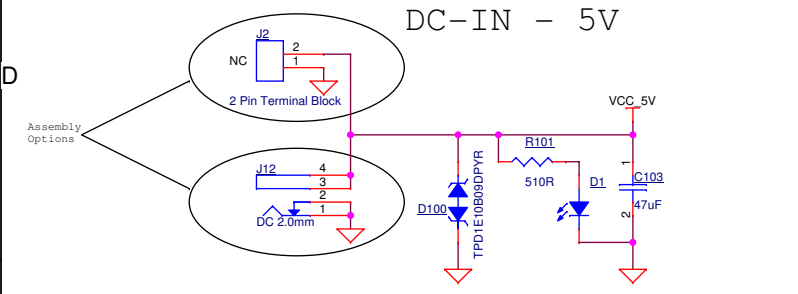 DC-IN - 5V
J2
2
NC
1
D
2 Pin Terminal Block
VCC_5V
Assembly
Options
R101
J12
4
3
510R
D1
1
C103
2
1
DC 2.0mm
D100
TPD1E10B09DPYR
47uF
2